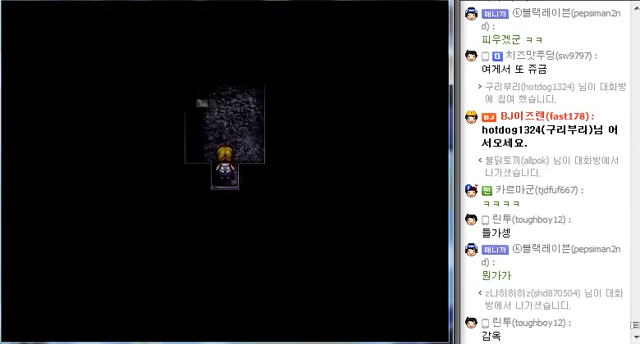 매니저 ⓚ블랙레이븐(pepsiman2n
d) :
피우겠군 ㅋㅋ
치즈맛푸딩(sw9797) :
여게서 또 쥬금
구리부리(hotdog1324) 님이 대화방
에 참여 했습니다.
BJ BJ이즈렌(fast178) :
hotdog1324(구리부리)님 어
서오세요.
불닭토끼(allpok) 님이 대화방에서
나가셨습니다.
팬 카르마군(tjdfuf667) :
ㅋㅋㅋㅋ
린투(toughboy12) :
들가셍
매니저 ⓚ블랙레이븐(pepsiman2n
d) :
뭔가가
z냐하하하z(shd870504) 님이 대화
방에서 나가셨습니다.
린투(toughboy12) :
감옥